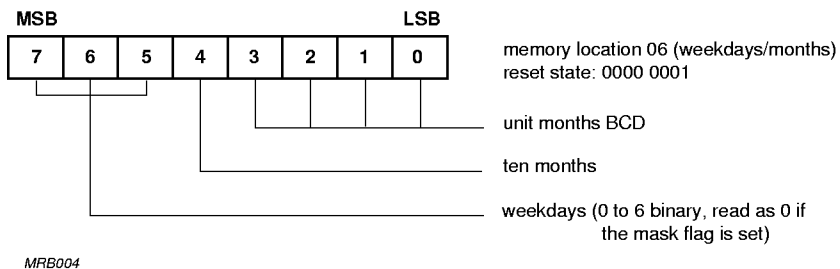 MSB LSB
7 6 5 4 3 2 1 0
memory location 06 (weekdays/months)
reset state: 0000 0001
unit months BCD
ten months
weekdays (0 to 6 binary, read as 0 if
the mask flag is set)
MRB004